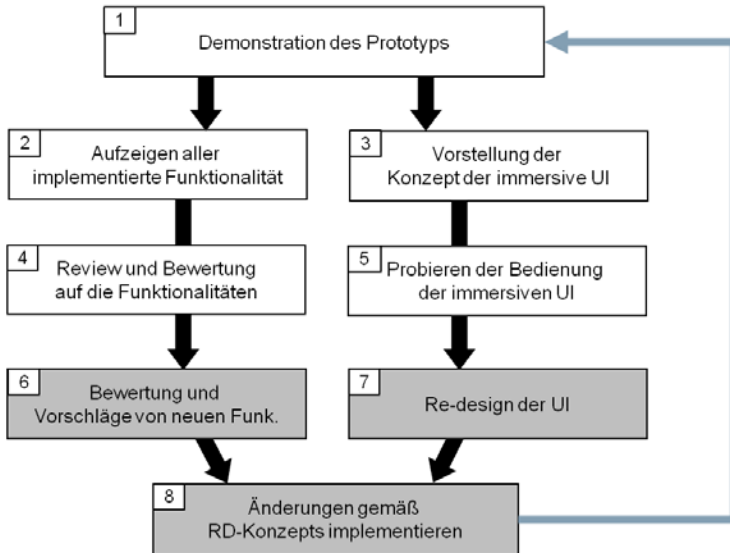 1
Demonstration des Prototyps
2
Aufzeigen aller
implementierte Funktionalität
3
Vorstellung der
Konzept der immersive UI
4
Review und Bewertung
auf die Funktionalitäten
5
Probieren der Bedienung
der immersiven UI
6
Bewertung und
Vorschläge von neuen Funk.
7
Re-design der UI
8
Änderungen gemäß
RD-Konzepts implementieren